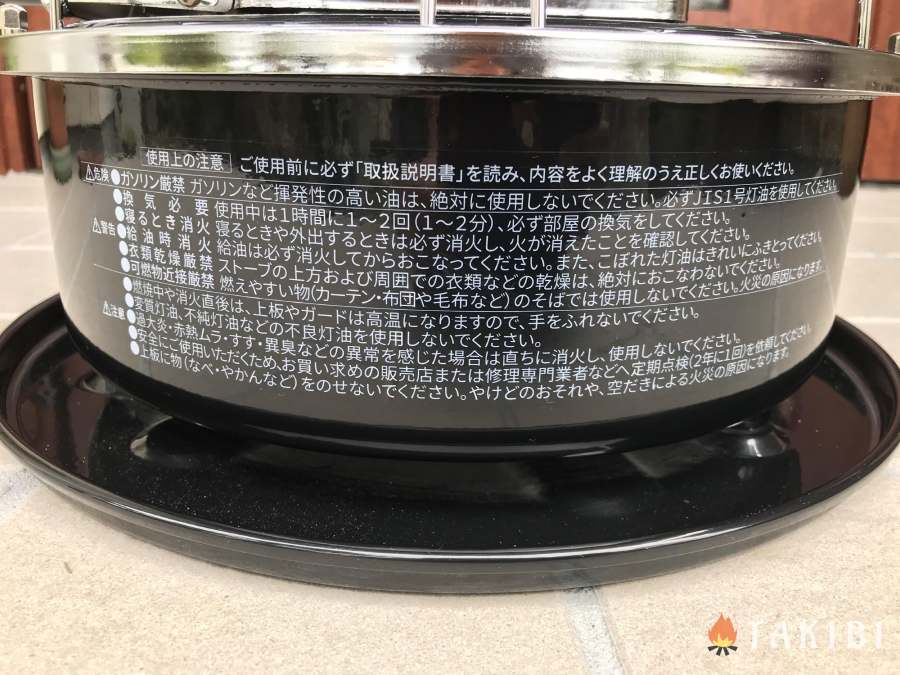 使用上の注意 ご使用前に必ず「取扱説明書」を読み、内容をよく理解のうえ正しくお使いください。
⚠危険 ●ガソリン厳禁 ガソリンなど揮発性の高い油は、絶対に使用しないでください。必ずJIS1号灯油を使用してください。
●換気必要 使用中は1時間に1〜2回(1〜2分)、必ず部屋の換気をしてください。
●寝るとき消火 寝るときや外出するときは必ず消火し、火が消えたことを確認してください。
⚠警告 ●給油時消火 給油は必ず消火してからおこなってください。また、こぼれた灯油はきれいにふきとってください。
●衣類乾燥厳禁 ストーブの上方および周囲での衣類などの乾燥は、絶対におこなわないでください。火災の原因になります。
●可燃物近接厳禁 燃えやすい物(カーテン・布団や毛布など)のそばでは使用しないでください。
●燃焼中や消火直後は、上板やガードは高温になりますので、手をふれないでください。
●変質灯油、不純灯油などの不良灯油を使用しないでください。
⚠注意 ●過大炎・赤熱ムラ・すす・異臭などの異常を感じた場合は直ちに消火し、使用しないでください。
●安全にご使用いただくため、お買い求めの販売店または修理専門業者などへ定期点検(2年に1回)を依頼してください。
●上板に物(なべ・やかんなど)をのせないでください。やけどのおそれや、空だきによる火災の原因になります。
TAKIBI